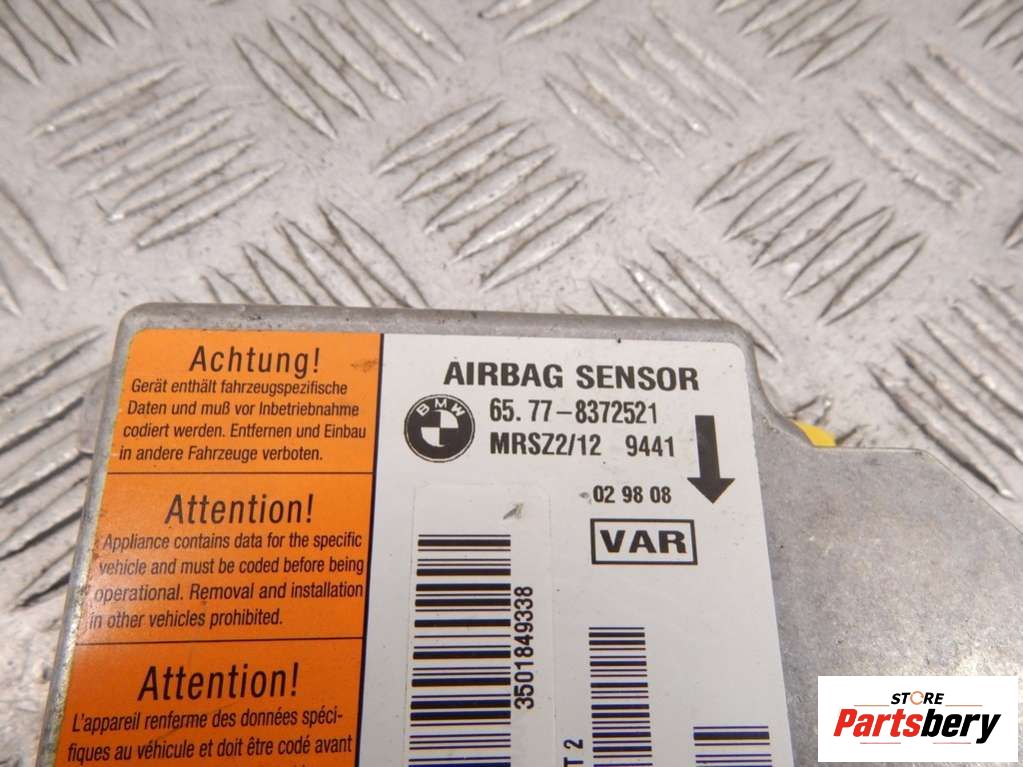 Achtung!
Gerät enthält fahrzeugspezifische
Daten und muß vor Inbetriebnahme
codiert werden. Entfernen und Einbau
in andere Fahrzeuge verboten.
Attention!
Appliance contains data for the specific
vehicle and must be coded before being
operational. Removal and installation
in other vehicles prohibited.
Attention!
L'appareil renferme des données spéci-
fiques au véhicule et doit être codé avant
AIRBAG SENSOR
BMW
65. 77-8372521
MRSZ2/12 9441
02 98 08
VAR
3501849338
T 2
STORE
Partsbery